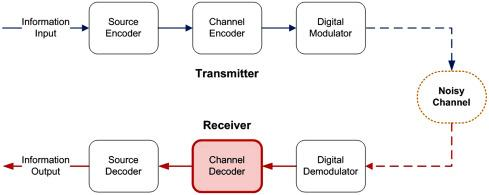 Information
Input
Source
Encoder
Channel
Encoder
Digital
Modulator
Transmitter
Noisy
Channel
Receiver
Information
Output
Source
Decoder
Channel
Decoder
Digital
Demodulator